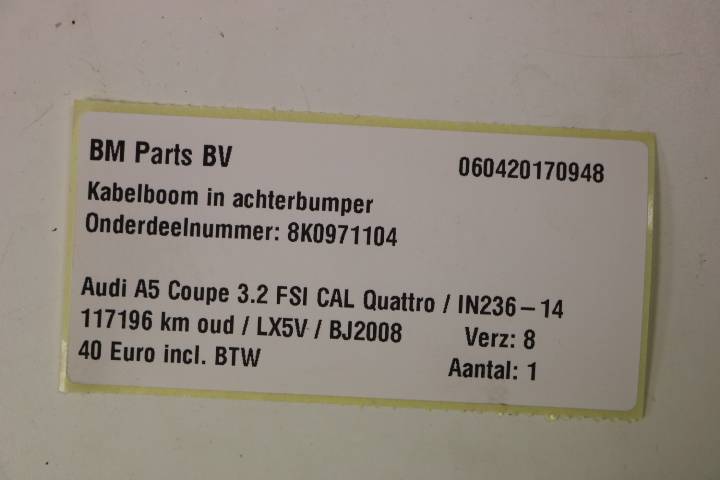 BM Parts BV 060420170948
Kabelboom in achterbumper
Onderdeelnummer: 8K0971104
Audi A5 Coupe 3.2 FSI CAL Quattro / IN236-14
117196 km oud / LX5V / BJ2008 Verz: 8
40 Euro incl. BTW Aantal: 1